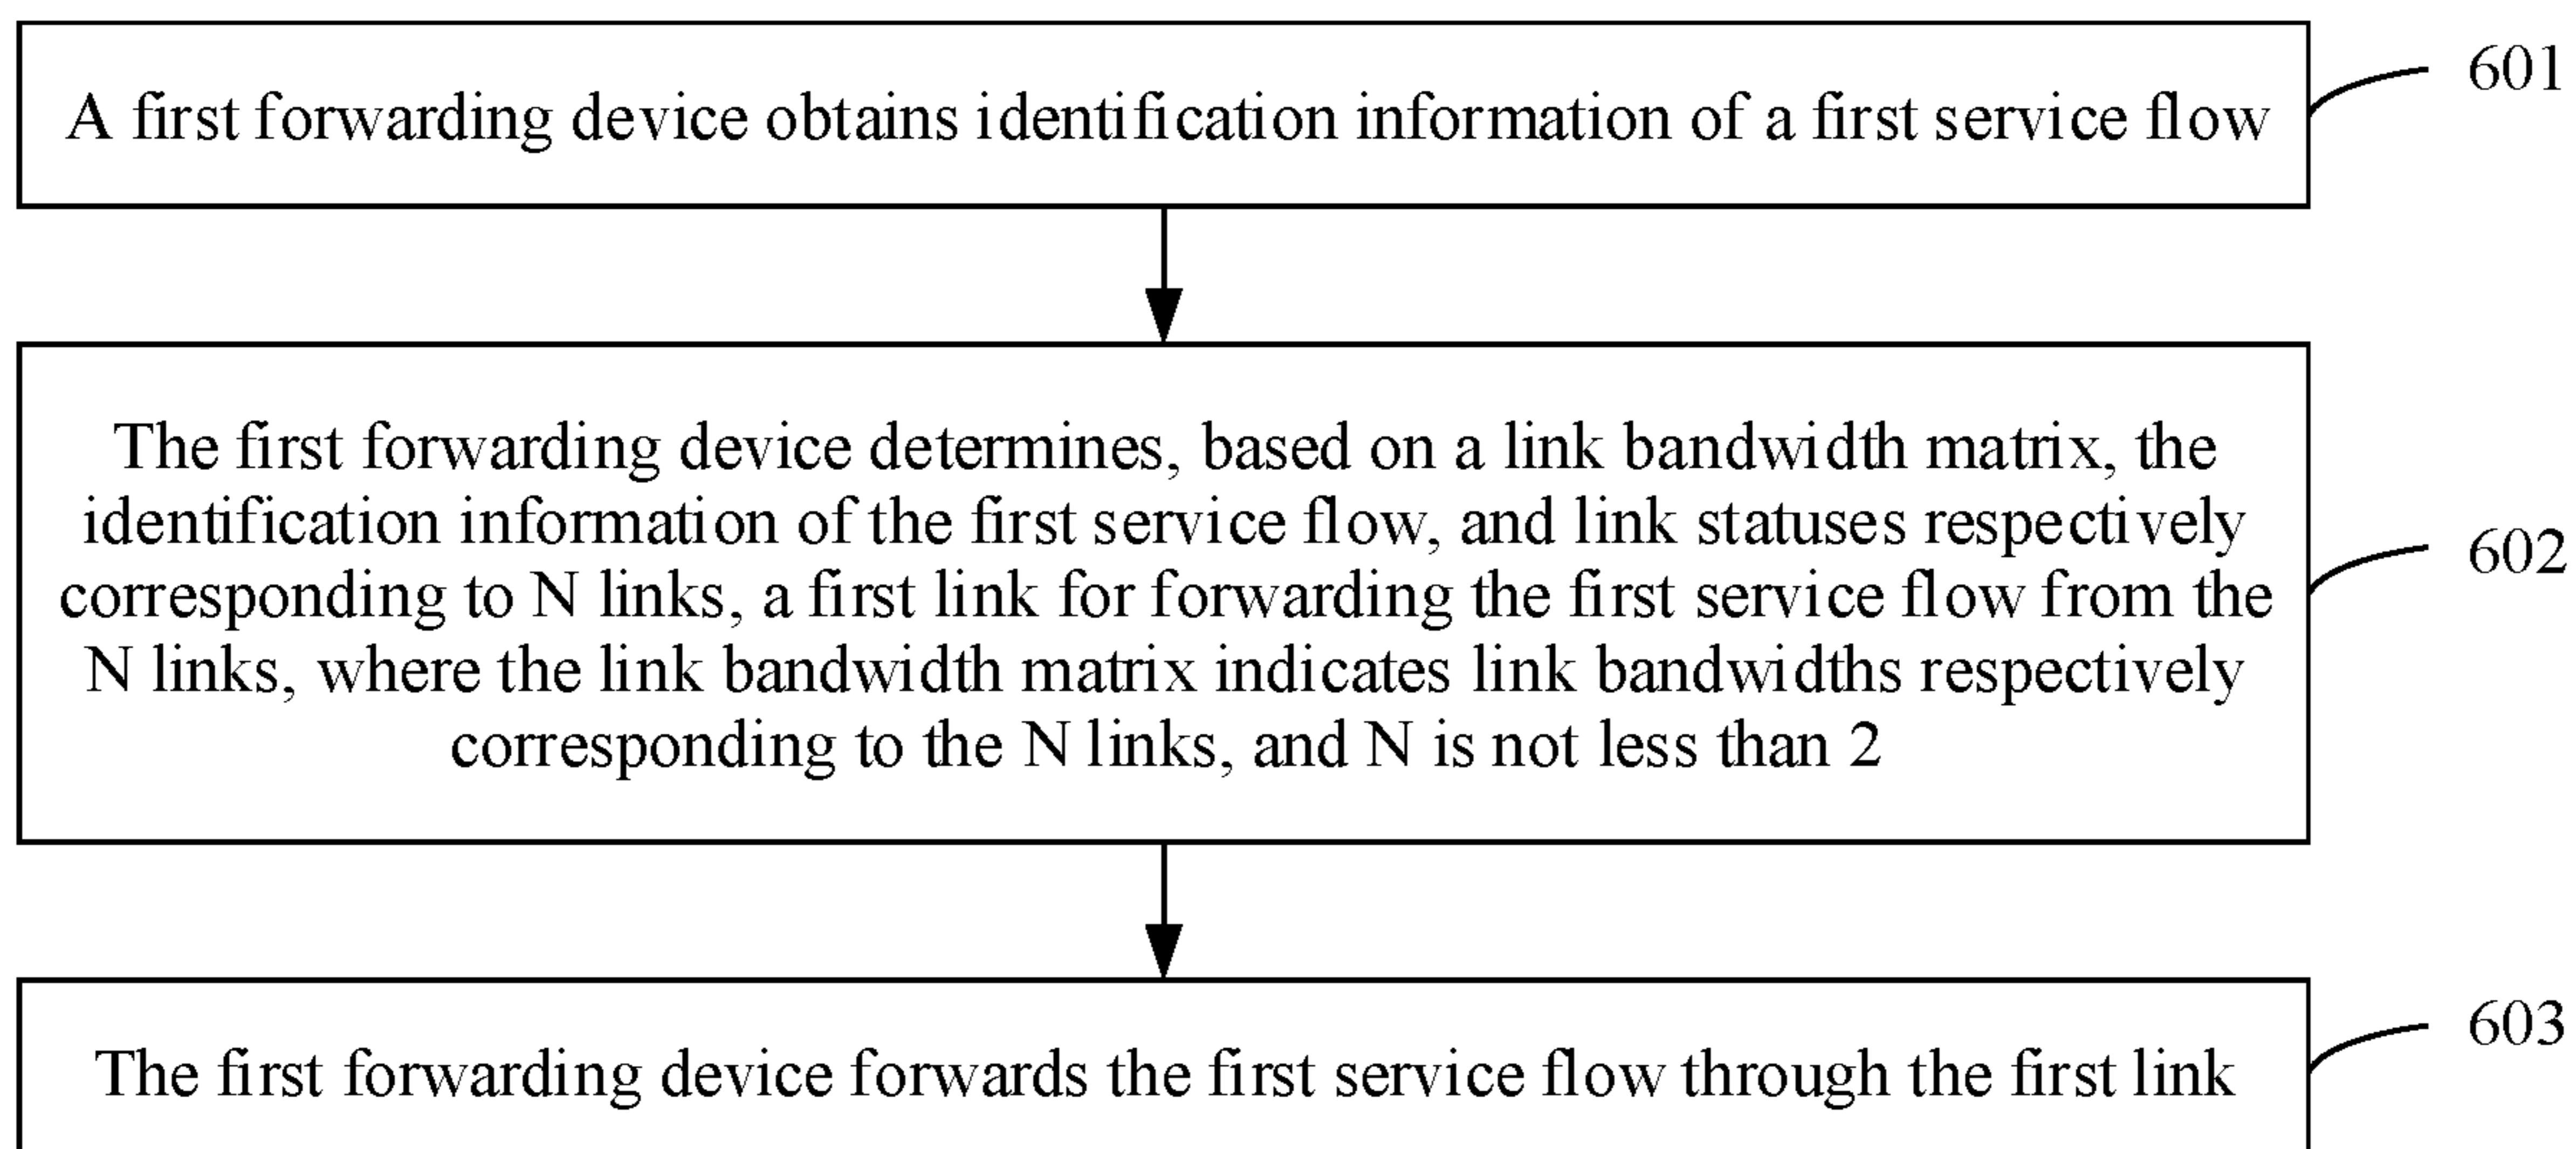 A first forwarding device obtains identification information of a first service flow
601
The first forwarding device determines, based on a link bandwidth matrix, the
identification information of the first service flow, and link statuses respectively
corresponding to N links, a first link for forwarding the first service flow from the
N links, where the link bandwidth matrix indicates link bandwidths respectively
corresponding to the N links, and N is not less than 2
602
The first forwarding device forwards the first service flow through the first link
603